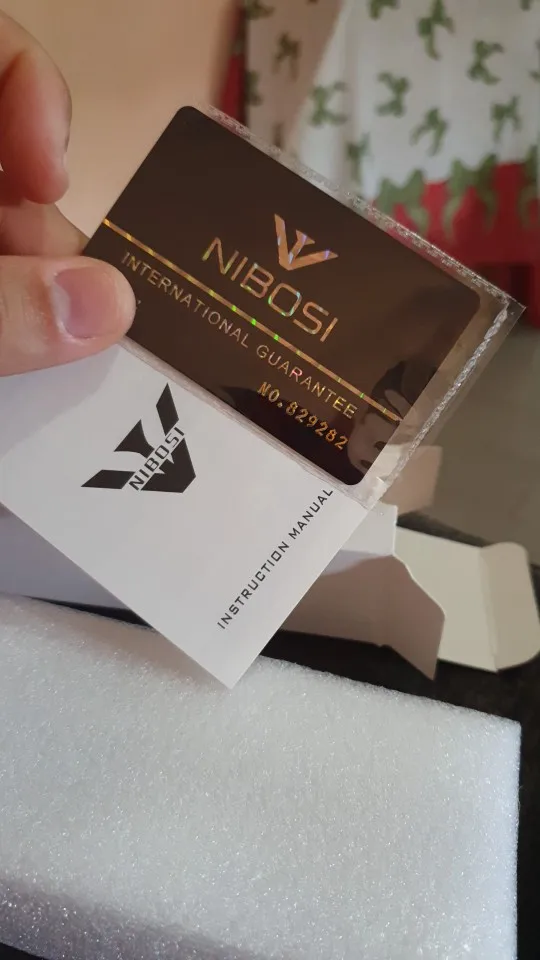 NIBOSI
INTERNATIONAL GUARANTEE
NO.829282
NIBOSI
INSTRUCTION MANUAL